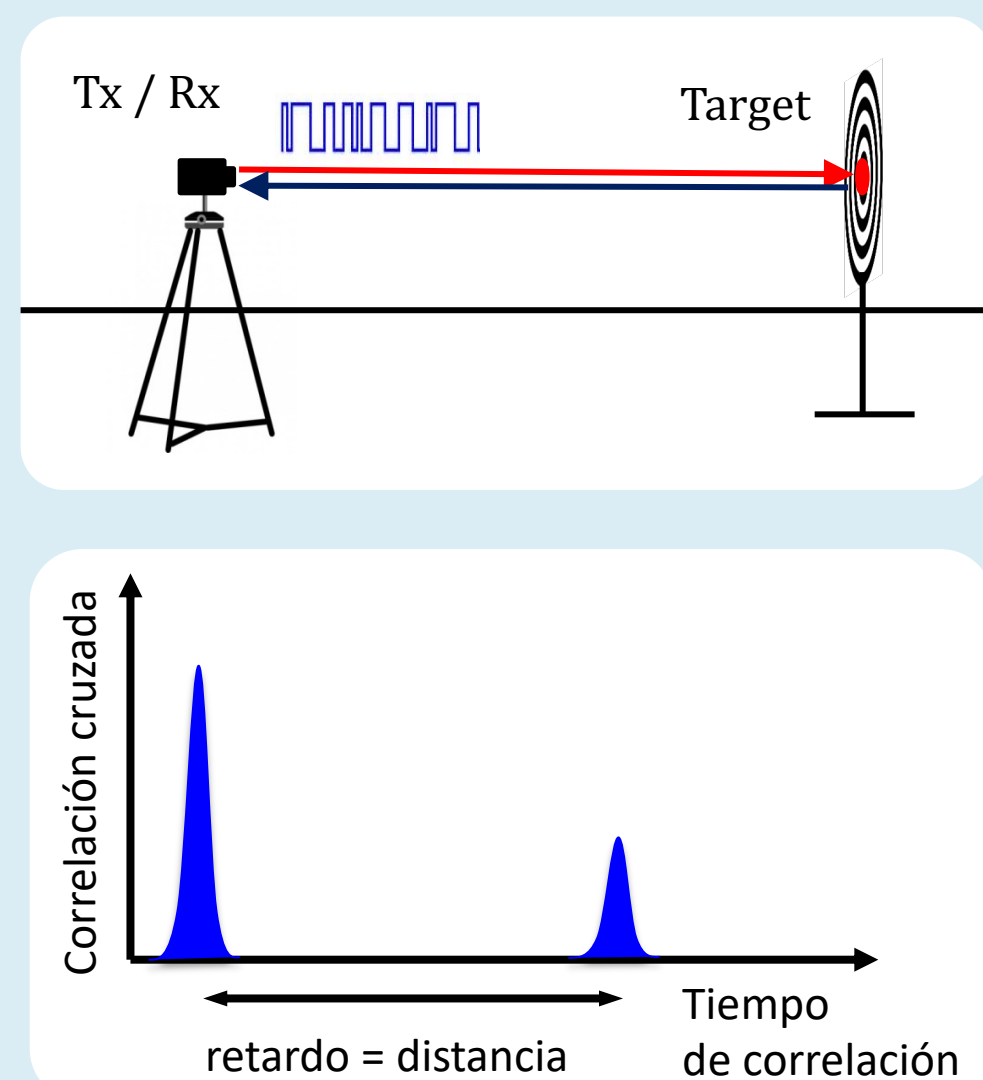 Tx / Rx
Target
Correlación cruzada
Tiempo
de correlación
retardo = distancia